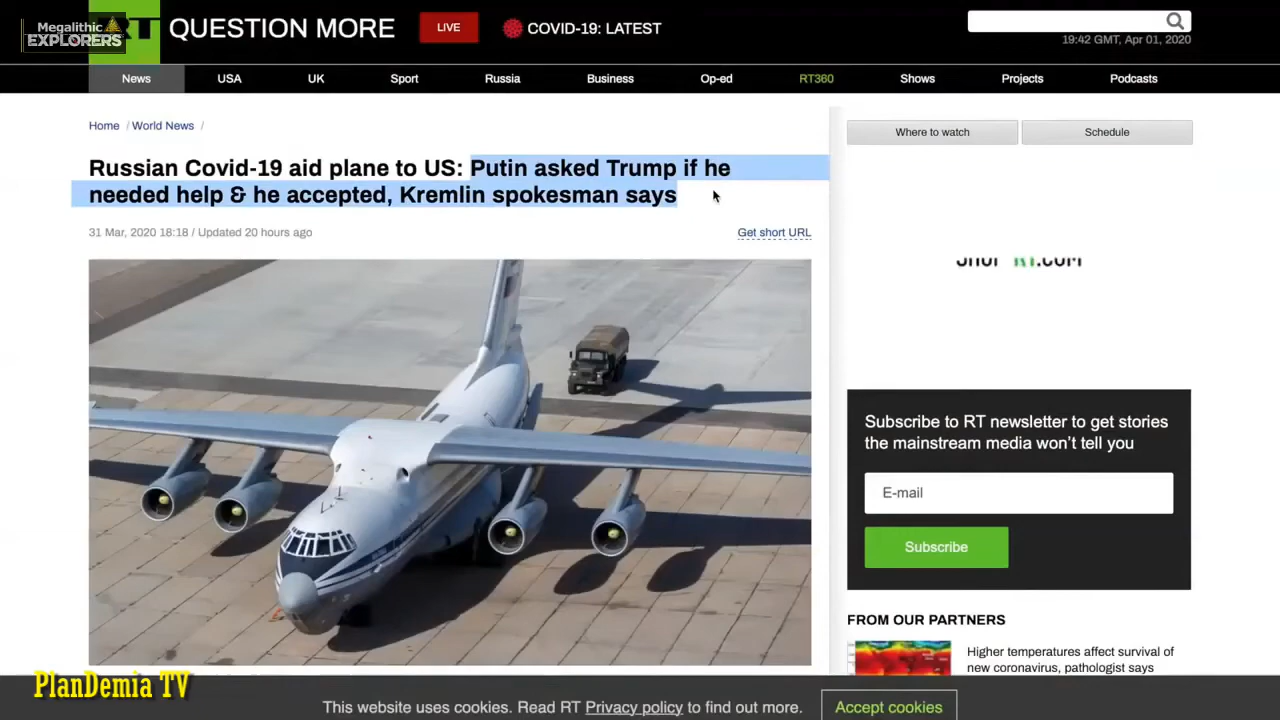 Megalithic
EXPLORERS
RT QUESTION MORE
LIVE
COVID-19: LATEST
19:42 GMT, Apr 01, 2020
News USA UK Sport Russia Business Op-ed RT360 Shows Projects Podcasts
Home / World News /
Russian Covid-19 aid plane to US: Putin asked Trump if he
needed help & he accepted, Kremlin spokesman says
31 Mar, 2020 18:18 / Updated 20 hours ago
Get short URL
Where to watch
Schedule
RT.com
Subscribe to RT newsletter to get stories
the mainstream media won't tell you
E-mail
Subscribe
FROM OUR PARTNERS
Higher temperatures affect survival of
new coronavirus, pathologist says
PlanDemia TV
This website uses cookies. Read RT Privacy policy to find out more.
Accept cookies